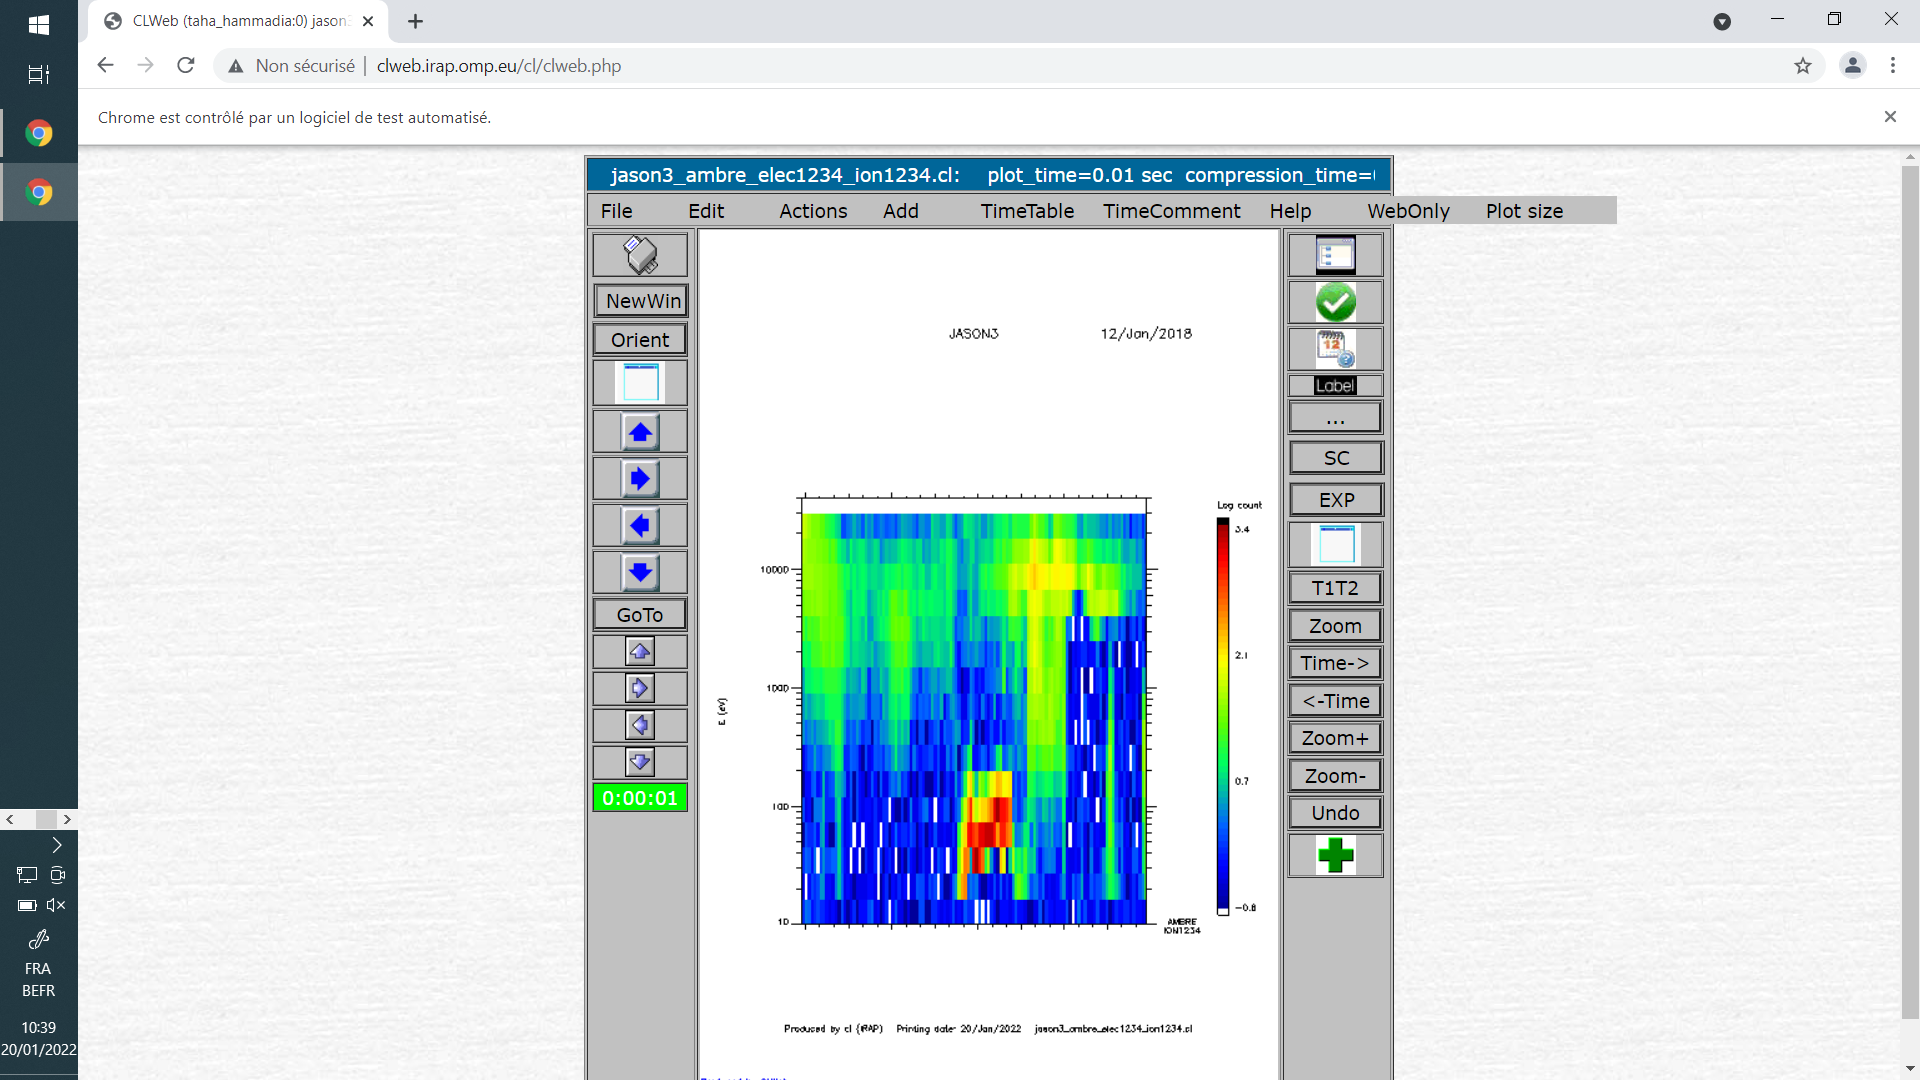 CLWeb (taha_hammadia:0) jason
Non sécurisé | clweb.irap.omp.eu/cl/clweb.php
Chrome est contrôlé par un logiciel de test automatisé.
jason3_ambre_elec1234_ion1234.cl: plot_time=0.01 sec compression_time=
File Edit Actions Add TimeTable TimeComment Help WebOnly Plot size
NewWin
Orient
GoTo
0:00:01
JASON3 12/Jan/2018
Log count
3.4
2.1
0.7
-0.8
10000
1000
100
10
E (eV)
AMBRE
ION1234
Produced by cl (IRAP) Printing date: 20/Jan/2022 jason3_ambre_elec1234_ion1234.cl
12
Label
...
SC
EXP
T1T2
Zoom
Time->
<-Time
Zoom+
Zoom-
Undo
FRA
BEFR
10:39
20/01/2022